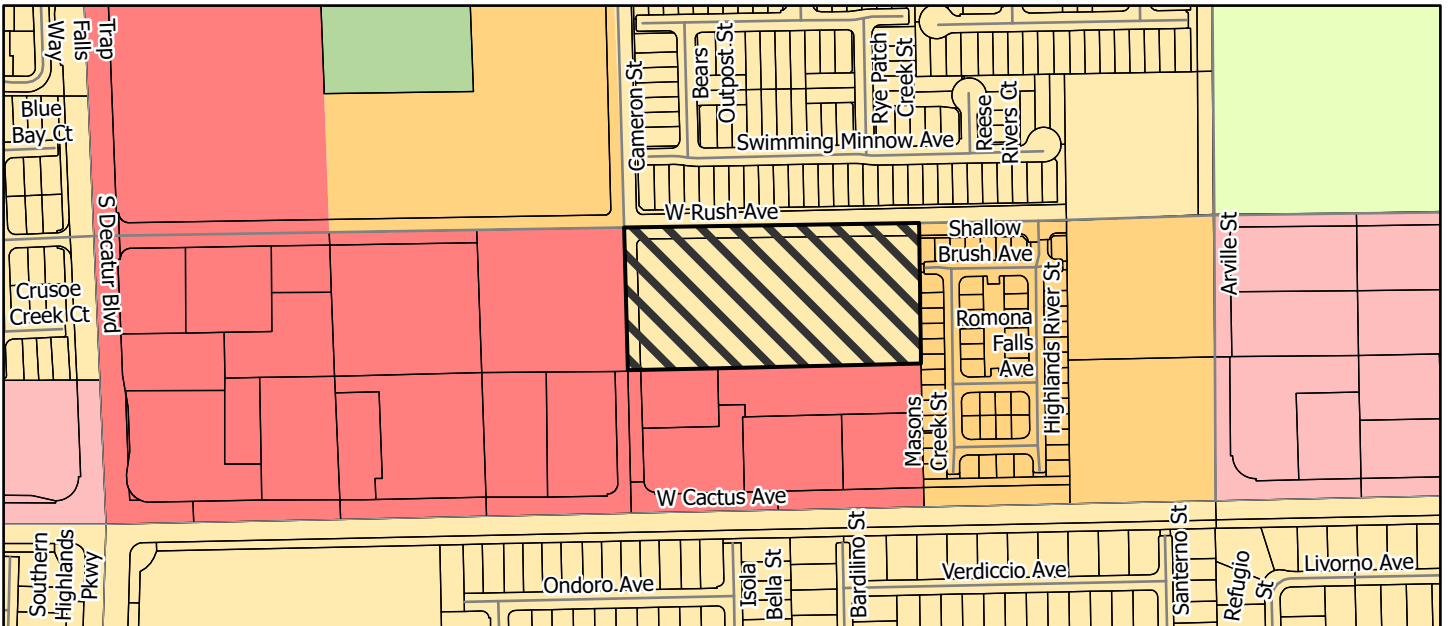 Trap
Falls
Way
Blue
Bay Ct
Crusoe
Creek Ct
S Decatur Blvd
Southern
Highlands
Pkwy
Cameron St
Bears
Outpost St
Rye Patch
Creek St
Reese
Rivers Ct
Swimming Minnow Ave
W Rush Ave
Shallow
Brush Ave
Romona
Falls
Ave
Highlands River St
Masons
Creek St
Arville St
W Cactus Ave
Ondoro Ave
Isola
Bella St
Bardilino St
Verdiccio Ave
Santerno St
Refugio
St
Livorno Ave